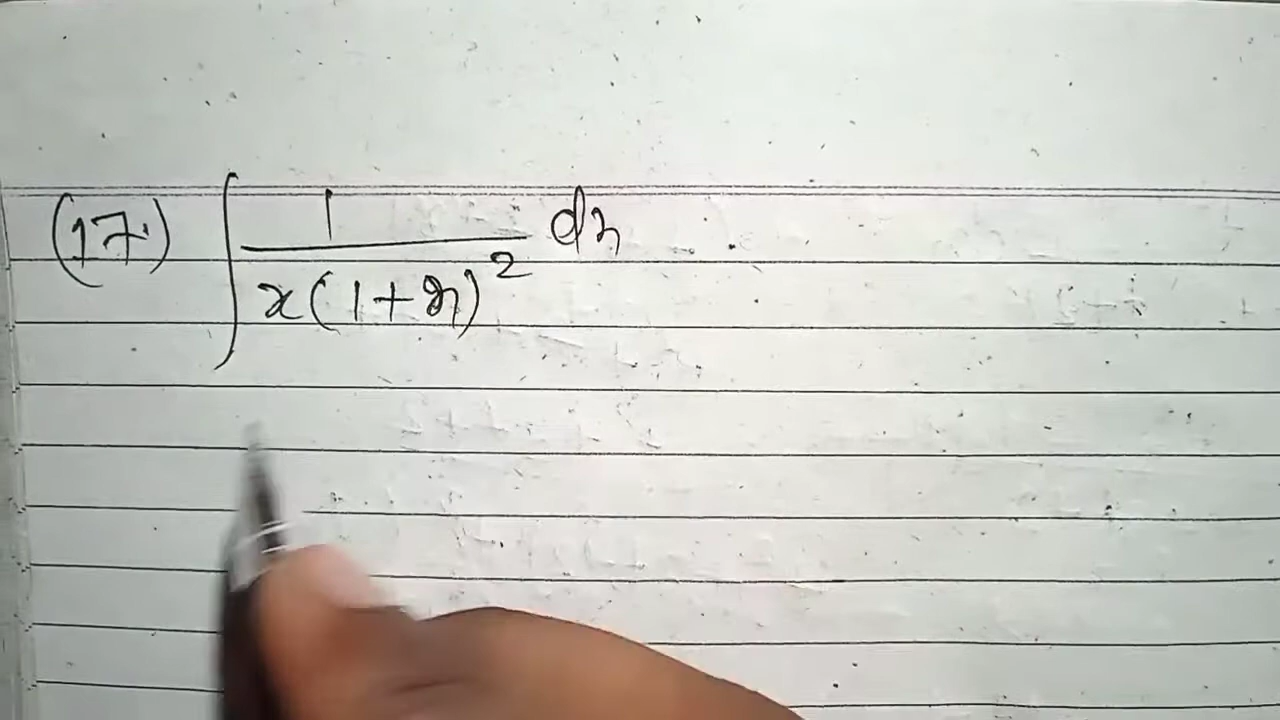 (17.) ∫ 1/x(1+x)² dx